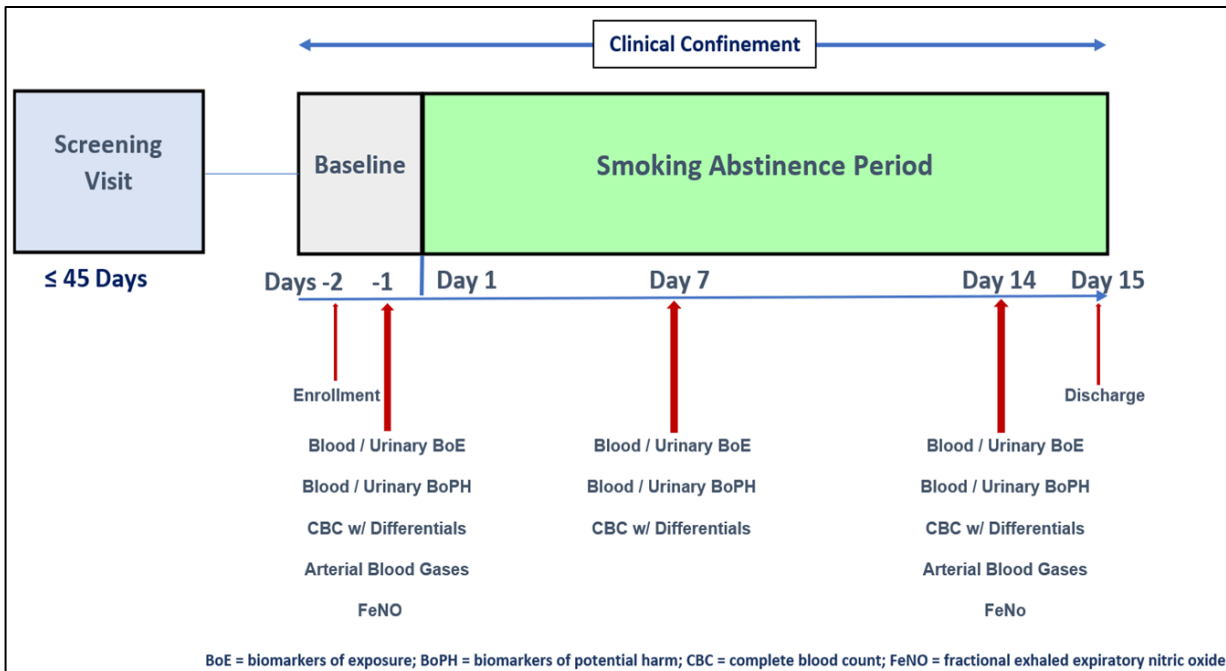 Clinical Confinement
Screening
Visit
Baseline
Smoking Abstinence Period
≤ 45 Days
Days -2 -1 Day 1 Day 7 Day 14 Day 15
Enrollment
Discharge
Blood / Urinary BoE
Blood / Urinary BoPH
CBC w/ Differentials
Arterial Blood Gases
FeNO
Blood / Urinary BoE
Blood / Urinary BoPH
CBC w/ Differentials
Blood / Urinary BoE
Blood / Urinary BoPH
CBC w/ Differentials
Arterial Blood Gases
FeNo
BoE = biomarkers of exposure; BoPH = biomarkers of potential harm; CBC = complete blood count; FeNO = fractional exhaled expiratory nitric oxide